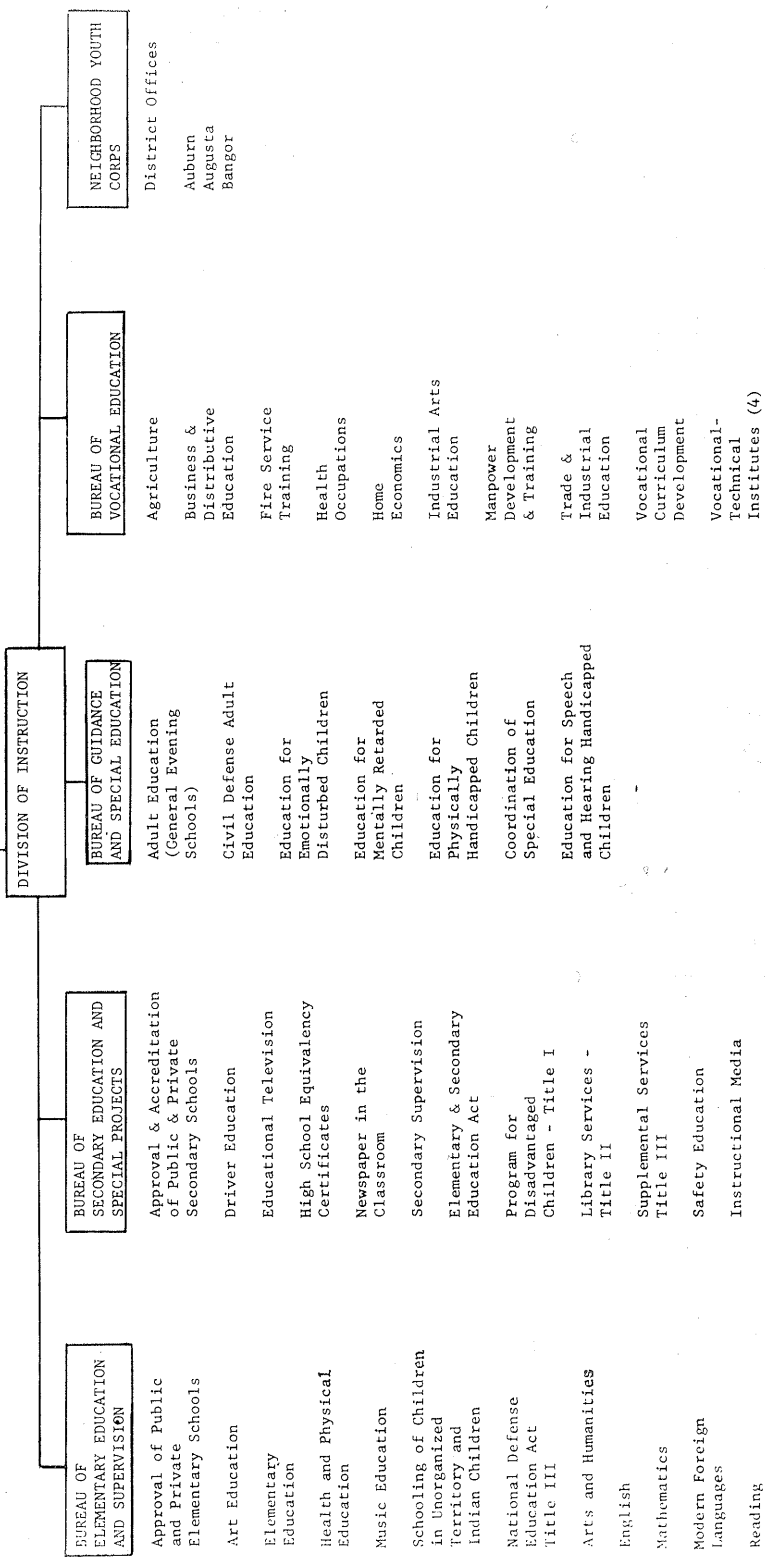 DIVISION OF INSTRUCTION
BUREAU OF
ELEMENTARY EDUCATION
AND SUPERVISION
Approval of Public
and Private
Elementary Schools
Art Education
Elementary
Education
Health and Physical
Education
Music Education
Schooling of Children
in Unorganized
Territory and
Indian Children
National Defense
Education Act
Title III
Arts and Humanities
English
Mathematics
Modern Foreign
Languages
Reading
BUREAU OF
SECONDARY EDUCATION AND
SPECIAL PROJECTS
Approval & Accreditation
of Public & Private
Secondary Schools
Driver Education
Educational Television
High School Equivalency
Certificates
Newspaper in the
Classroom
Secondary Supervision
Elementary & Secondary
Education Act
Program for
Disadvantaged
Children - Title I
Library Services -
Title II
Supplemental Services
Title III
Safety Education
Instructional Media
BUREAU OF GUIDANCE
AND SPECIAL EDUCATION
Adult Education
(General Evening
Schools)
Civil Defense Adult
Education
Education for
Emotionally
Disturbed Children
Education for
Mentally Retarded
Children
Education for
Physically
Handicapped Children
Coordination of
Special Education
Education for Speech
and Hearing Handicapped
Children
BUREAU OF
VOCATIONAL EDUCATION
Agriculture
Business &
Distributive
Education
Fire Service
Training
Health
Occupations
Home
Economics
Industrial Arts
Education
Manpower
Development
& Training
Trade &
Industrial
Education
Vocational
Curriculum
Development
Vocational-
Technical
Institutes (4)
NEIGHBORHOOD YOUTH
CORPS
District Offices
Auburn
Augusta
Bangor